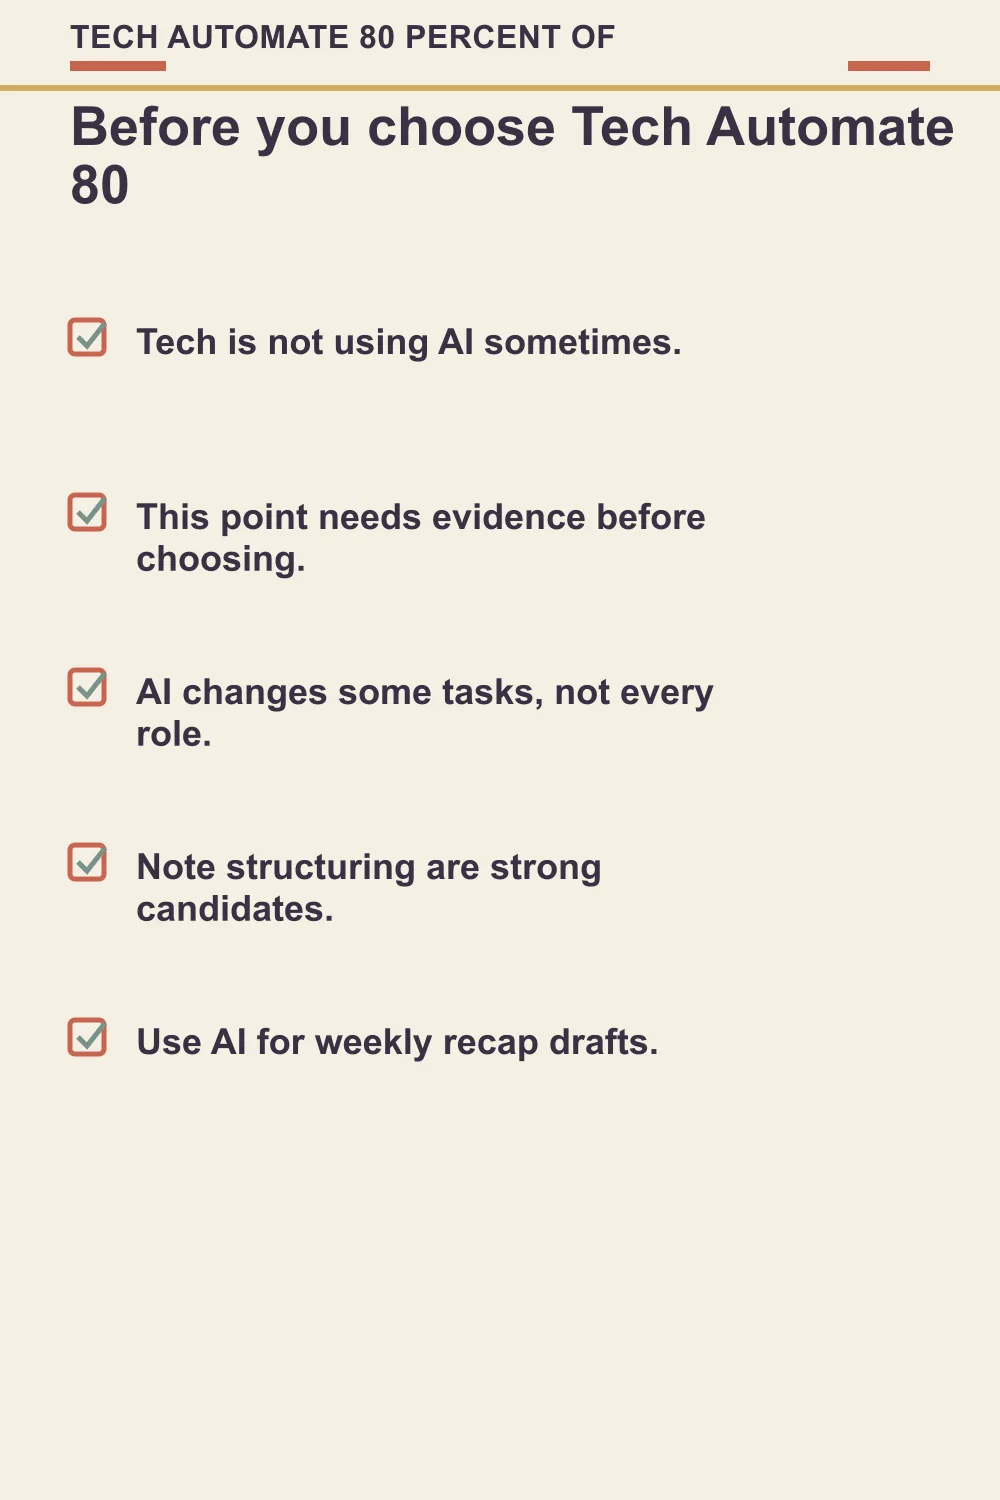 TECH AUTOMATE 80 PERCENT OF
Before you choose Tech Automate
80
Tech is not using AI sometimes.
This point needs evidence before
choosing.
AI changes some tasks, not every
role.
Note structuring are strong
candidates.
Use AI for weekly recap drafts.